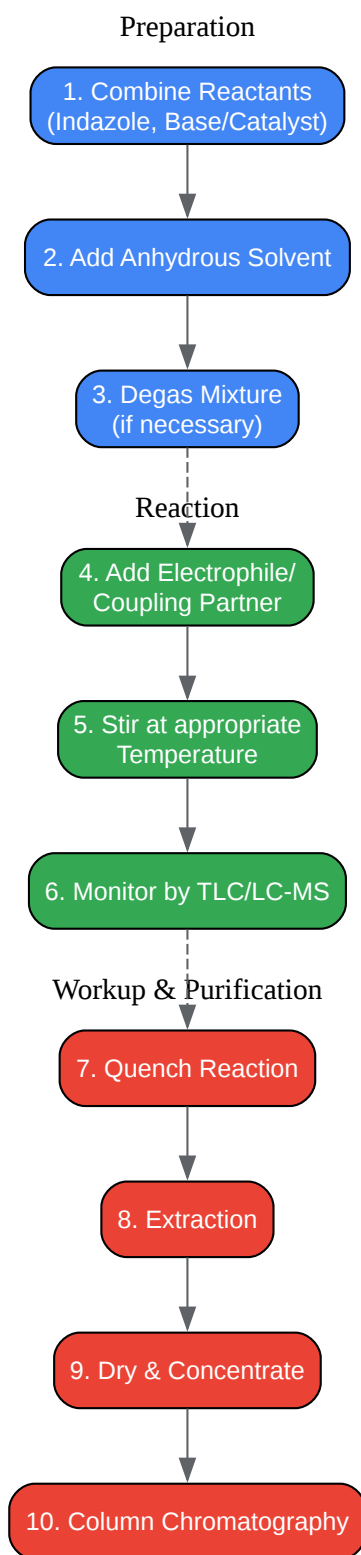 Preparation
1. Combine Reactants
(Indazole, Base/Catalyst)
2. Add Anhydrous Solvent
3. Degas Mixture
(if necessary)
Reaction
4. Add Electrophile/
Coupling Partner
5. Stir at appropriate
Temperature
6. Monitor by TLC/LC-MS
Workup & Purification
7. Quench Reaction
8. Extraction
9. Dry & Concentrate
10. Column Chromatography